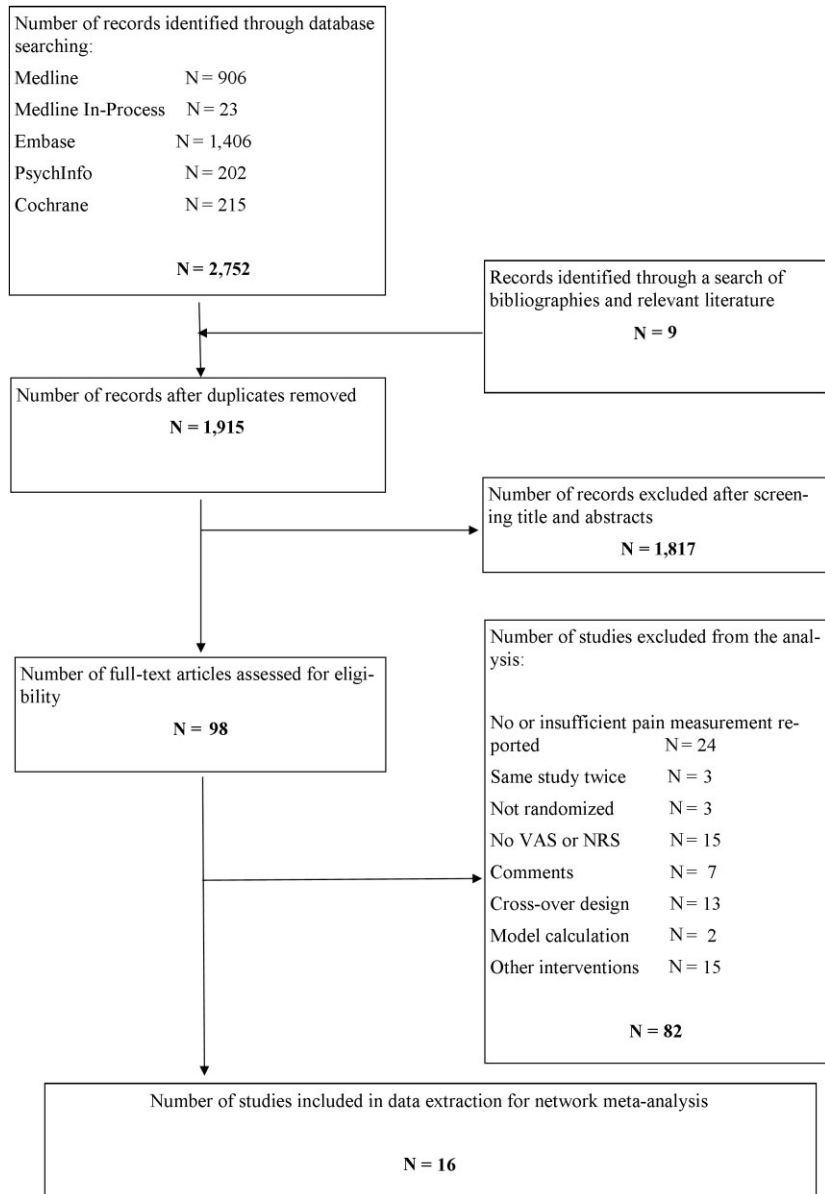 Number of records identified through database
searching:
Medline N = 906
Medline In-Process N = 23
Embase N = 1,406
PsychInfo N = 202
Cochrane N = 215
N = 2,752
Records identified through a search of
bibliographies and relevant literature
N = 9
Number of records after duplicates removed
N = 1,915
Number of records excluded after screen-
ing title and abstracts
N = 1,817
Number of full-text articles assessed for eligi-
bility
N = 98
Number of studies excluded from the anal-
ysis:
No or insufficient pain measurement re-
ported N = 24
Same study twice N = 3
Not randomized N = 3
No VAS or NRS N = 15
Comments N = 7
Cross-over design N = 13
Model calculation N = 2
Other interventions N = 15
N = 82
Number of studies included in data extraction for network meta-analysis
N = 16